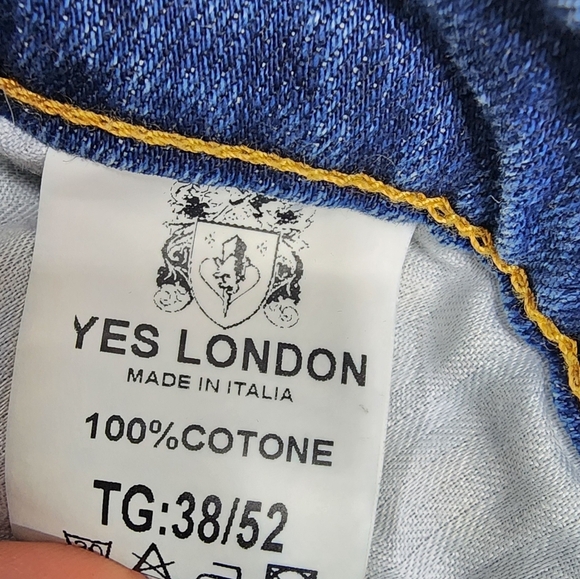 YES LONDON
MADE IN ITALIA
100%COTONE
TG:38/52